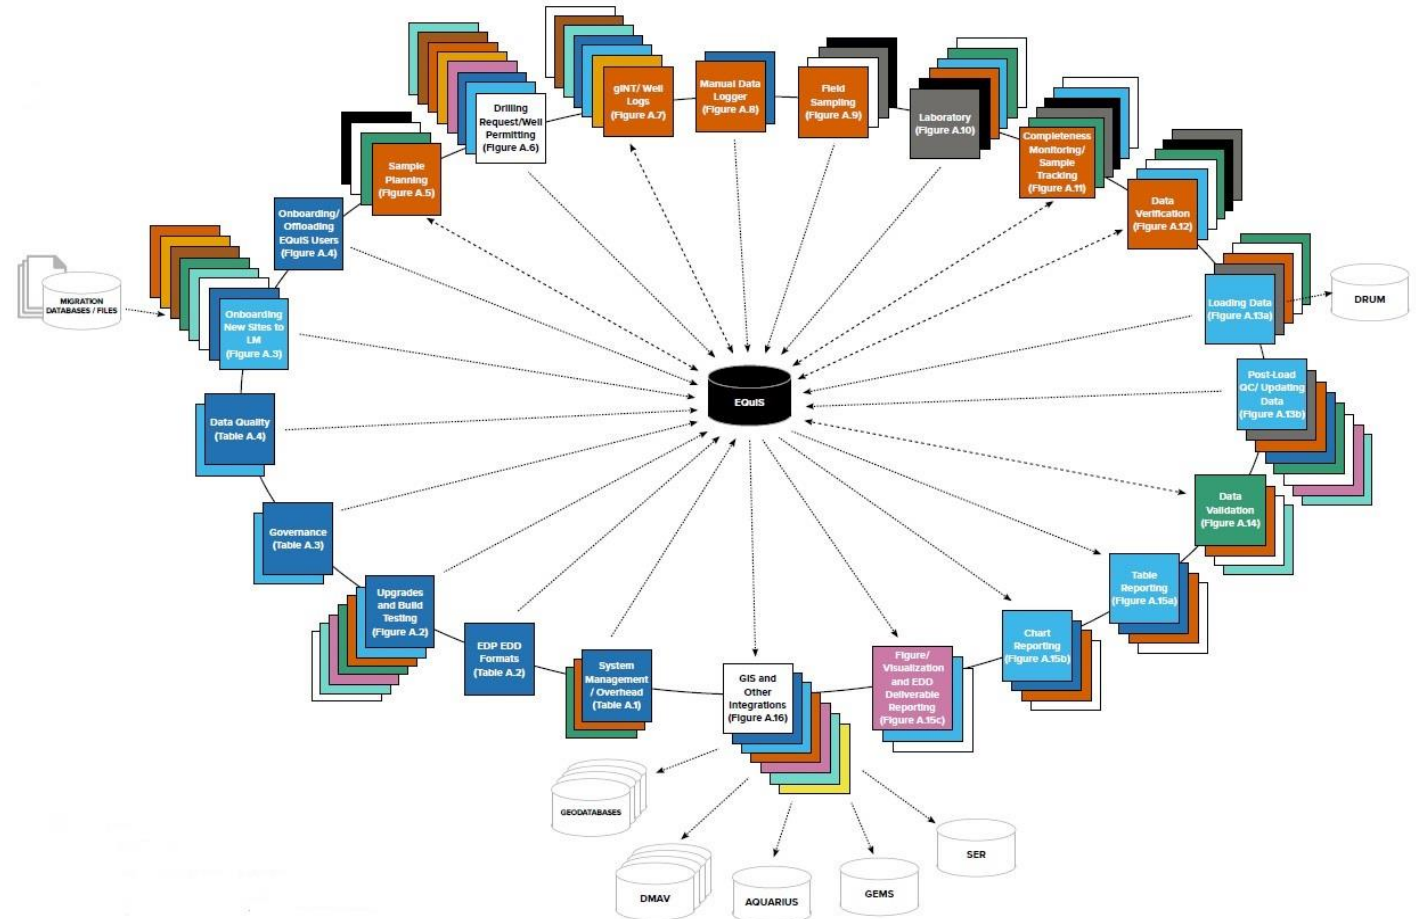 Drilling
Request/Well
Permitting
(Figure A.6)
gINT/ Well
Logs
(Figure A.7)
Manual Data
Logger
(Figure A.8)
Field
Sampling
(Figure A.9)
Laboratory
(Figure A.10)
Completeness
Monitoring/
Sample
Tracking
(Figure A.11)
Sample
Planning
(Figure A.5)
Data
Verification
(Figure A.12)
Onboarding/
Offloading
EQuIS Users
(Figure A.4)
MIGRATION
DATABASES / FILES
Onboarding
New Sites to
LM
(Figure A.3)
Loading Data
(Figure A.13a)
DRUM
EQuIS
Post-Load
QC/ Updating
Data
(Figure A.13b)
Data Quality
(Table A.4)
Data
Validation
(Figure A.14)
Governance
(Table A.3)
Table
Reporting
(Figure A.15a)
Upgrades
and Build
Testing
(Figure A.2)
Chart
Reporting
(Figure A.15b)
EDP EDD
Formats
(Table A.2)
System
Management
/ Overhead
(Table A.1)
GIS and
Other
Integrations
(Figure A.16)
Figure/
Visualization
and EDD
Deliverable
Reporting
(Figure A.15c)
GEODATABASES
DMAV
AQUARIUS
GEMS
SER